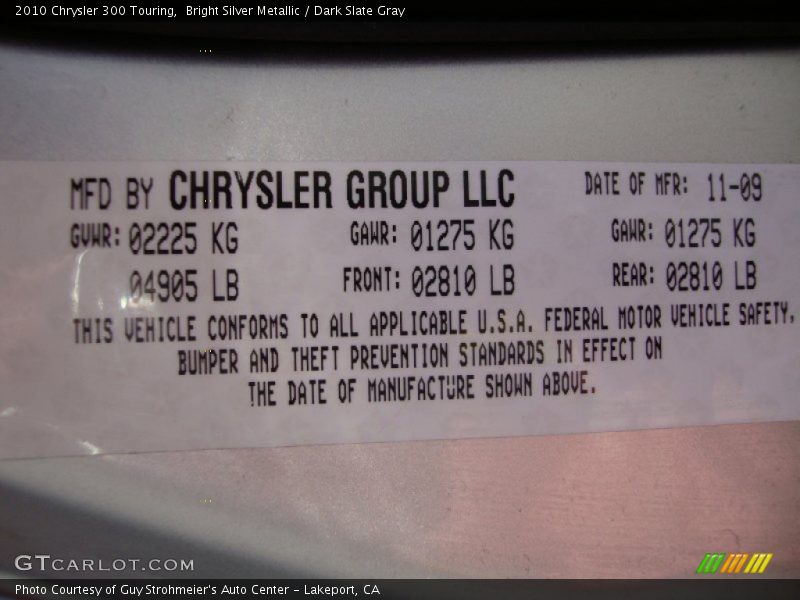 2010 Chrysler 300 Touring,  Bright Silver Metallic / Dark Slate Gray
MFD BY CHRYSLER GROUP LLC DATE OF MFR: 11-09
GVWR: 02225 KG GAWR: 01275 KG GAWR: 01275 KG
04905 LB FRONT: 02810 LB REAR: 02810 LB
THIS VEHICLE CONFORMS TO ALL APPLICABLE U.S.A. FEDERAL MOTOR VEHICLE SAFETY,
BUMPER AND THEFT PREVENTION STANDARDS IN EFFECT ON
THE DATE OF MANUFACTURE SHOWN ABOVE.
GTCARLOT.COM
Photo Courtesy of Guy Strohmeier's Auto Center - Lakeport, CA